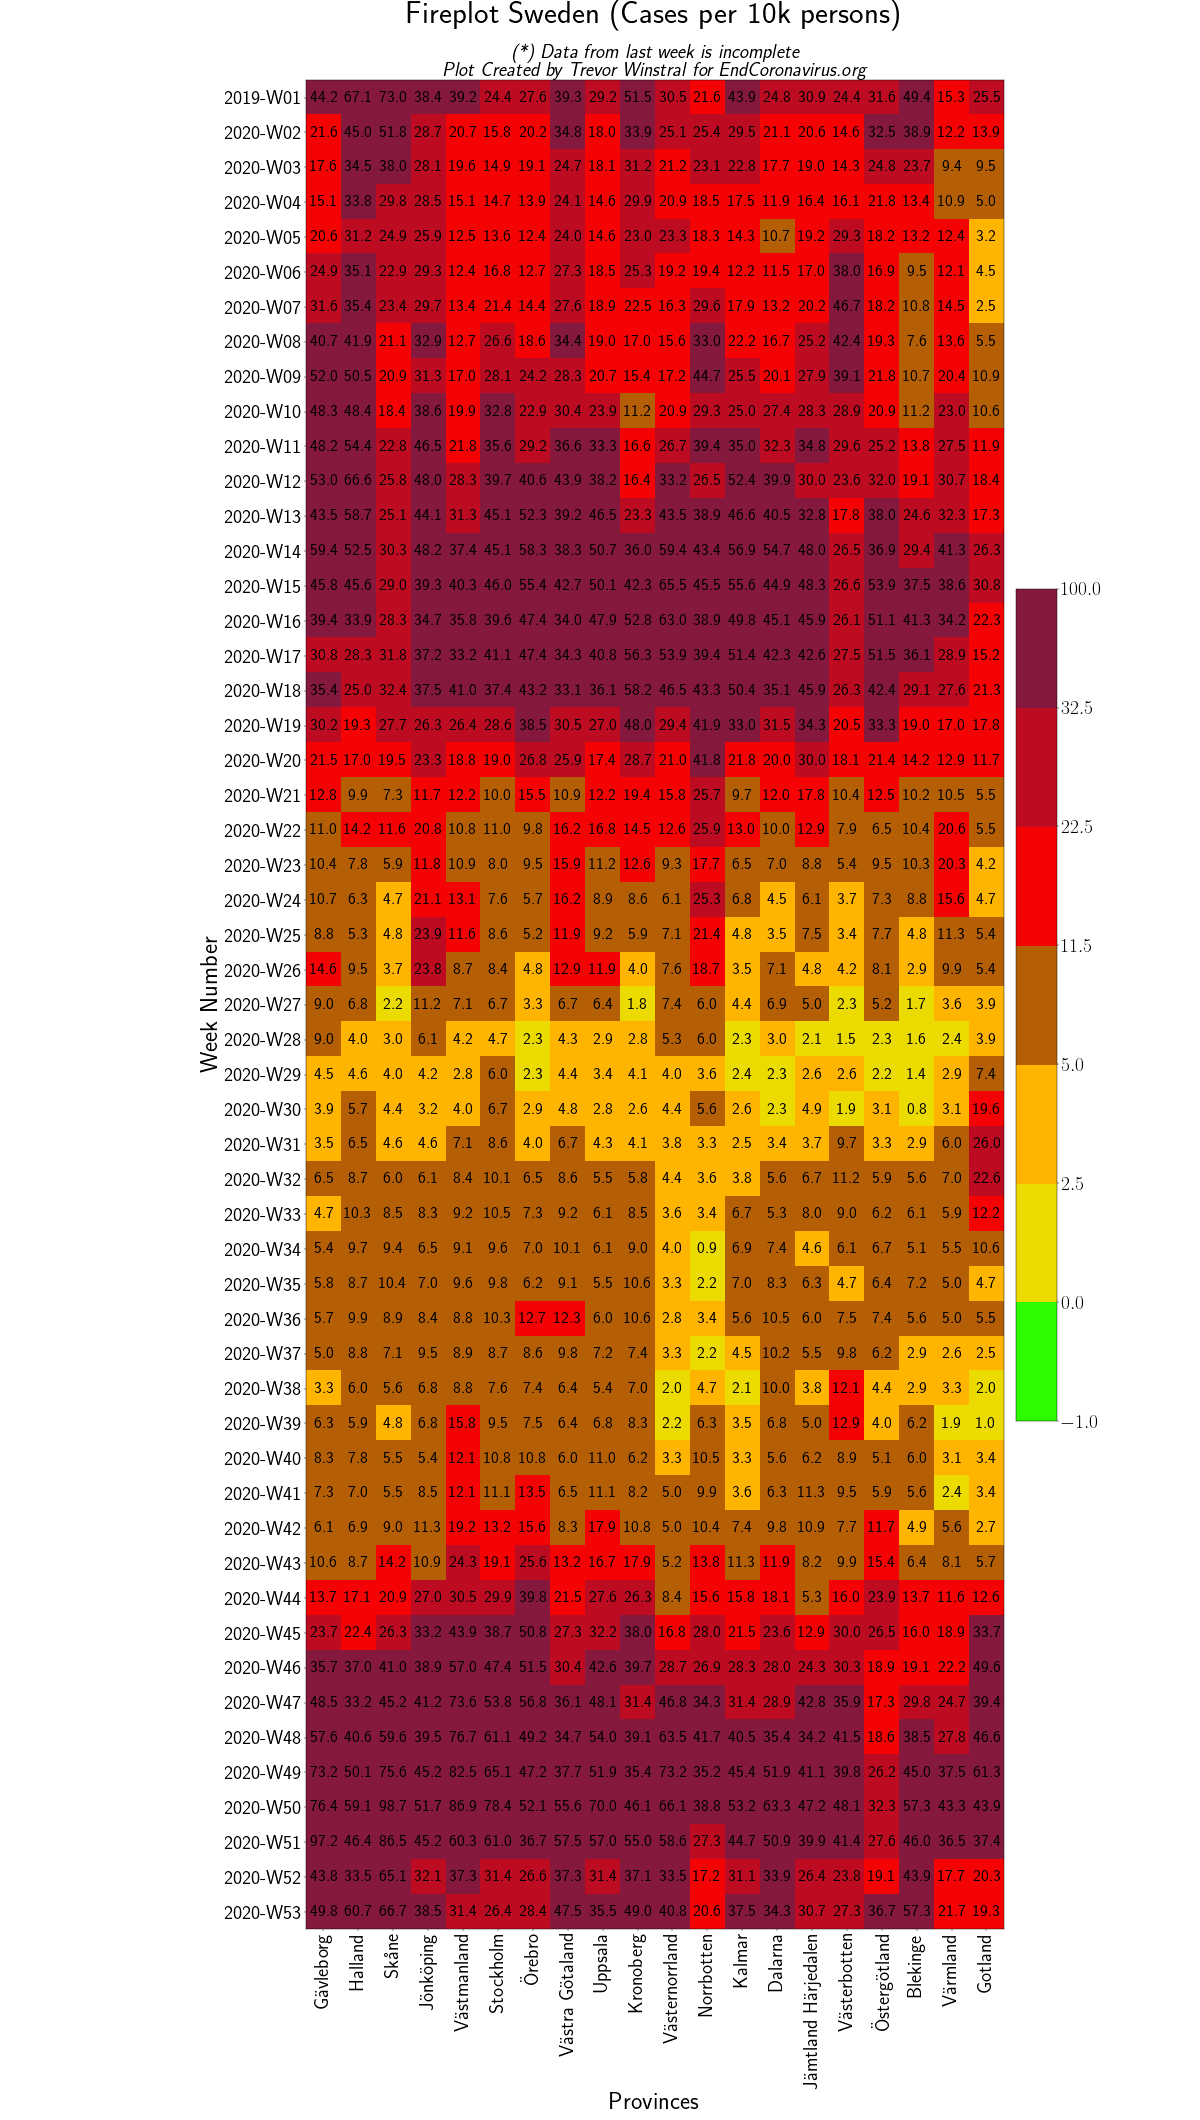 Fireplot Sweden (Cases per 10k persons)
(*) Data from last week is incomplete
Plot Created by Trevor Winstral for EndCoronavirus.org
2019-W01 44.2 67.1 73.0 38.4 39.2 24.4 27.6 39.3 29.2 51.5 30.5 21.6 43.9 24.8 30.9 24.4 31.6 49.4 15.3 25.5
2020-W02 21.6 45.0 51.8 28.7 20.7 15.8 20.2 34.8 18.0 33.9 25.1 25.4 29.5 21.1 20.6 14.6 32.5 38.9 12.2 13.9
2020-W03 17.6 34.5 38.0 28.1 19.6 14.9 19.1 24.7 18.1 31.2 21.2 23.1 22.8 17.7 19.0 14.3 24.8 23.7 9.4 9.5
2020-W04 15.1 33.8 29.8 28.5 15.1 14.7 13.9 24.1 14.6 29.9 20.9 18.5 17.5 11.9 16.4 16.1 21.8 13.4 10.9 5.0
2020-W05 20.6 31.2 24.9 25.9 12.5 13.6 12.4 24.0 14.6 23.0 23.3 18.3 14.3 10.7 19.2 29.3 18.2 13.2 12.4 3.2
2020-W06 24.9 35.1 22.9 29.3 12.4 16.8 12.7 27.3 18.5 25.3 19.2 19.4 12.2 11.5 17.0 38.0 16.9 9.5 12.1 4.5
2020-W07 31.6 35.4 23.4 29.7 13.4 21.4 14.4 27.6 18.9 22.5 16.3 29.6 17.9 13.2 20.2 46.7 18.2 10.8 14.5 2.5
2020-W08 40.7 41.9 21.1 32.9 12.7 26.6 18.6 34.4 19.0 17.0 15.6 33.0 22.2 16.7 25.2 42.4 19.3 7.6 13.6 5.5
2020-W09 52.0 50.5 20.9 31.3 17.0 28.1 24.2 28.3 20.7 15.4 17.2 44.7 25.5 20.1 27.9 39.1 21.8 10.7 20.4 10.9
2020-W10 48.3 48.4 18.4 38.6 19.9 32.8 22.9 30.4 23.9 11.2 20.9 29.3 25.0 27.4 28.3 28.9 20.9 11.2 23.0 10.6
2020-W11 48.2 54.4 22.8 46.5 21.8 35.6 29.2 36.6 33.3 16.6 26.7 39.4 35.0 32.3 34.8 29.6 25.2 13.8 27.5 11.9
2020-W12 53.0 66.6 25.8 48.0 28.3 39.7 40.6 43.9 38.2 16.4 33.2 26.5 52.4 39.9 30.0 23.6 32.0 19.1 30.7 18.4
2020-W13 43.5 58.7 25.1 44.1 31.3 45.1 52.3 39.2 46.5 23.3 43.5 38.9 46.6 40.5 32.8 17.8 38.0 24.6 32.3 17.3
2020-W14 59.4 52.5 30.3 48.2 37.4 45.1 58.3 38.3 50.7 36.0 59.4 43.4 56.9 54.7 48.0 26.5 36.9 29.4 41.3 26.3
2020-W15 45.8 45.6 29.0 39.3 40.3 46.0 55.4 42.7 50.1 42.3 65.5 45.5 55.6 44.9 48.3 26.6 53.9 37.5 38.6 30.8
2020-W16 39.4 33.9 28.3 34.7 35.8 39.6 47.4 34.0 47.9 52.8 63.0 38.9 49.8 45.1 45.9 26.1 51.1 41.3 34.2 22.3
2020-W17 30.8 28.3 31.8 37.2 33.2 41.1 47.4 34.3 40.8 56.3 53.9 39.4 51.4 42.3 42.6 27.5 51.5 36.1 28.9 15.2
2020-W18 35.4 25.0 32.4 37.5 41.0 37.4 43.2 33.1 36.1 58.2 46.5 43.3 50.4 35.1 45.9 26.3 42.4 29.1 27.6 21.3
2020-W19 30.2 19.3 27.7 26.3 26.4 28.6 38.5 30.5 27.0 48.0 29.4 41.9 33.0 31.5 34.3 20.5 33.3 19.0 17.0 17.8
2020-W20 21.5 17.0 19.5 23.3 18.8 19.0 26.8 25.9 17.4 28.7 21.0 41.8 21.8 20.0 30.0 18.1 21.4 14.2 12.9 11.7
2020-W21 12.8 9.9 7.3 11.7 12.2 10.0 15.5 10.9 12.2 19.4 15.8 25.7 9.7 12.0 17.8 10.4 12.5 10.2 10.5 5.5
2020-W22 11.0 14.2 11.6 20.8 10.8 11.0 9.8 16.2 16.8 14.5 12.6 25.9 13.0 10.0 12.9 7.9 6.5 10.4 20.6 5.5
2020-W23 10.4 7.8 5.9 11.8 10.9 8.0 9.5 15.9 11.2 12.6 9.3 17.7 6.5 7.0 8.8 5.4 9.5 10.3 20.3 4.2
2020-W24 10.7 6.3 4.7 21.1 13.1 7.6 5.7 16.2 8.9 8.6 6.1 25.3 6.8 4.5 6.1 3.7 7.3 8.8 15.6 4.7
2020-W25 8.8 5.3 4.8 23.9 11.6 8.6 5.2 11.9 9.2 5.9 7.1 21.4 4.8 3.5 7.5 3.4 7.7 4.8 11.3 5.4
2020-W26 14.6 9.5 3.7 23.8 8.7 8.4 4.8 12.9 11.9 4.0 7.6 18.7 3.5 7.1 4.8 4.2 8.1 2.9 9.9 5.4
2020-W27 9.0 6.8 2.2 11.2 7.1 6.7 3.3 6.7 6.4 1.8 7.4 6.0 4.4 6.9 5.0 2.3 5.2 1.7 3.6 3.9
2020-W28 9.0 4.0 3.0 6.1 4.2 4.7 2.3 4.3 2.9 2.8 5.3 6.0 2.3 3.0 2.1 1.5 2.3 1.6 2.4 3.9
2020-W29 4.5 4.6 4.0 4.2 2.8 6.0 2.3 4.4 3.4 4.1 4.0 3.6 2.4 2.3 2.6 2.6 2.2 1.4 2.9 7.4
2020-W30 3.9 5.7 4.4 3.2 4.0 6.7 2.9 4.8 2.8 2.6 4.4 5.6 2.6 2.3 4.9 1.9 3.1 0.8 3.1 19.6
2020-W31 3.5 6.5 4.6 4.6 7.1 8.6 4.0 6.7 4.3 4.1 3.8 3.3 2.5 3.4 3.7 9.7 3.3 2.9 6.0 26.0
2020-W32 6.5 8.7 6.0 6.1 8.4 10.1 6.5 8.6 5.5 5.8 4.4 3.6 3.8 5.6 6.7 11.2 5.9 5.6 7.0 22.6
2020-W33 4.7 10.3 8.5 8.3 9.2 10.5 7.3 9.2 6.1 8.5 3.6 3.4 6.7 5.3 8.0 9.0 6.2 6.1 5.9 12.2
2020-W34 5.4 9.7 9.4 6.5 9.1 9.6 7.0 10.1 6.1 9.0 4.0 0.9 6.9 7.4 4.6 6.1 6.7 5.1 5.5 10.6
2020-W35 5.8 8.7 10.4 7.0 9.6 9.8 6.2 9.1 5.5 10.6 3.3 2.2 7.0 8.3 6.3 4.7 6.4 7.2 5.0 4.7
2020-W36 5.7 9.9 8.9 8.4 8.8 10.3 12.7 12.3 6.0 10.6 2.8 3.4 5.6 10.5 6.0 7.5 7.4 5.6 5.0 5.5
2020-W37 5.0 8.8 7.1 9.5 8.9 8.7 8.6 9.8 7.2 7.4 3.3 2.2 4.5 10.2 5.5 9.8 6.2 2.9 2.6 2.5
2020-W38 3.3 6.0 5.6 6.8 8.8 7.6 7.4 6.4 5.4 7.0 2.0 4.7 2.1 10.0 3.8 12.1 4.4 2.9 3.3 2.0
2020-W39 6.3 5.9 4.8 6.8 15.8 9.5 7.5 6.4 6.8 8.3 2.2 6.3 3.5 6.8 5.0 12.9 4.0 6.2 1.9 1.0
2020-W40 8.3 7.8 5.5 5.4 12.1 10.8 10.8 6.0 11.0 6.2 3.3 10.5 3.3 5.6 6.2 8.9 5.1 6.0 3.1 3.4
2020-W41 7.3 7.0 5.5 8.5 12.1 11.1 13.5 6.5 11.1 8.2 5.0 9.9 3.6 6.3 11.3 9.5 5.9 5.6 2.4 3.4
2020-W42 6.1 6.9 9.0 11.3 19.2 13.2 15.6 8.3 17.9 10.8 5.0 10.4 7.4 9.8 10.9 7.7 11.7 4.9 5.6 2.7
2020-W43 10.6 8.7 14.2 10.9 24.3 19.1 25.6 13.2 16.7 17.9 5.2 13.8 11.3 11.9 8.2 9.9 15.4 6.4 8.1 5.7
2020-W44 13.7 17.1 20.9 27.0 30.5 29.9 39.8 21.5 27.6 26.3 8.4 15.6 15.8 18.1 5.3 16.0 23.9 13.7 11.6 12.6
2020-W45 23.7 22.4 26.3 33.2 43.9 38.7 50.8 27.3 32.2 38.0 16.8 28.0 21.5 23.6 12.9 30.0 26.5 16.0 18.9 33.7
2020-W46 35.7 37.0 41.0 38.9 57.0 47.4 51.5 30.4 42.6 39.7 28.7 26.9 28.3 28.0 24.3 30.3 18.9 19.1 22.2 49.6
2020-W47 48.5 33.2 45.2 41.2 73.6 53.8 56.8 36.1 48.1 31.4 46.8 34.3 31.4 28.9 42.8 35.9 17.3 29.8 24.7 39.4
2020-W48 57.6 40.6 59.6 39.5 76.7 61.1 49.2 34.7 54.0 39.1 63.5 41.7 40.5 35.4 34.2 41.5 18.6 38.5 27.8 46.6
2020-W49 73.2 50.1 75.6 45.2 82.5 65.1 47.2 37.7 51.9 35.4 73.2 35.2 45.4 51.9 41.1 39.8 26.2 45.0 37.5 61.3
2020-W50 76.4 59.1 98.7 51.7 86.9 78.4 52.1 55.6 70.0 46.1 66.1 38.8 53.2 63.3 47.2 48.1 32.3 57.3 43.3 43.9
2020-W51 97.2 46.4 86.5 45.2 60.3 61.0 36.7 57.5 57.0 55.0 58.6 27.3 44.7 50.9 39.9 41.4 27.6 46.0 36.5 37.4
2020-W52 43.8 33.5 65.1 32.1 37.3 31.4 26.6 37.3 31.4 37.1 33.5 17.2 31.1 33.9 26.4 23.8 19.1 43.9 17.7 20.3
2020-W53 49.8 60.7 66.7 38.5 31.4 26.4 28.4 47.5 35.5 49.0 40.8 20.6 37.5 34.3 30.7 27.3 36.7 57.3 21.7 19.3
Week Number
Gävleborg
Halland
Skåne
Jönköping
Västmanland
Stockholm
Örebro
Västra Götaland
Uppsala
Kronoberg
Västernorrland
Norrbotten
Kalmar
Dalarna
Jämtland Härjedalen
Västerbotten
Östergötland
Blekinge
Värmland
Gotland
Provinces
100.0
32.5
22.5
11.5
5.0
2.5
0.0
−1.0